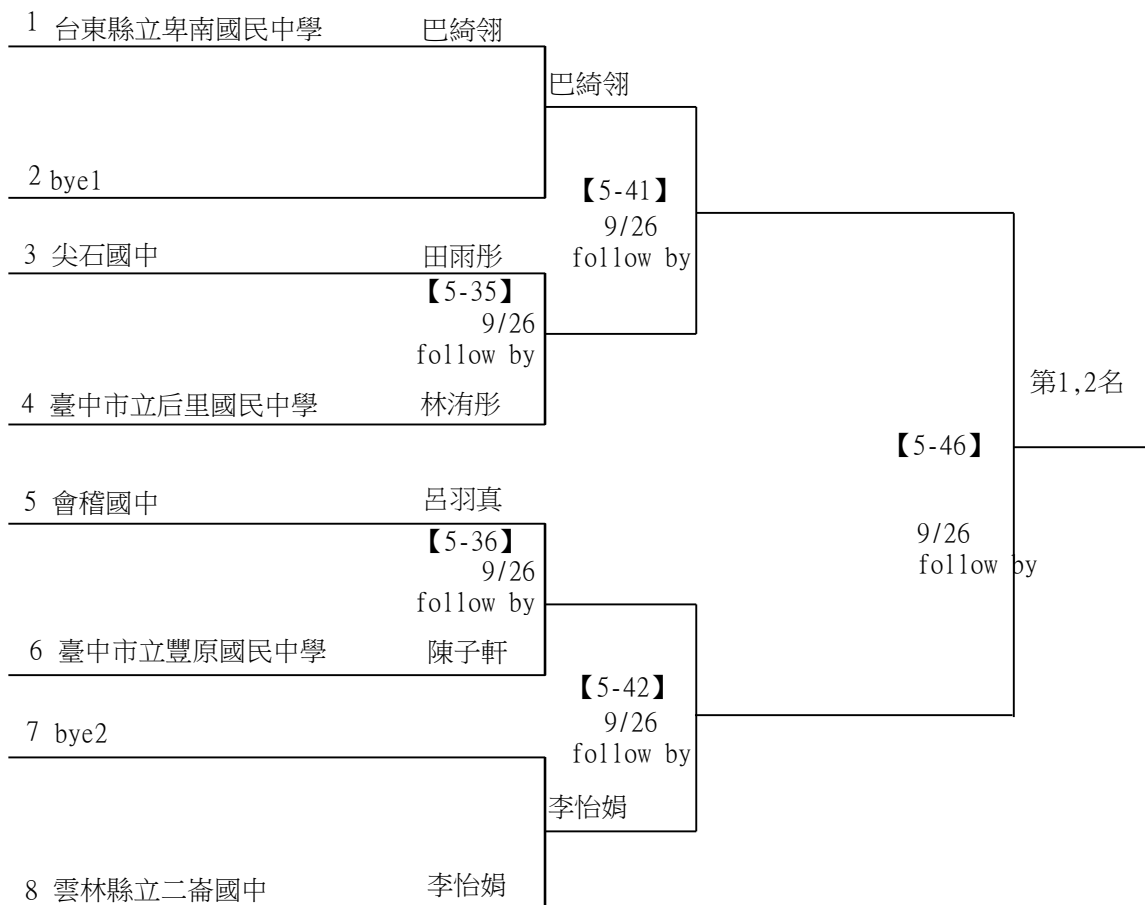 1 台東縣立卑南國民中學 巴綺翎
巴綺翎
2 bye1
【5-41】
9/26
follow by
3 尖石國中 田雨彤
【5-35】
9/26
follow by
4 臺中市立后里國民中學 林洧彤
第1,2名
【5-46】
9/26
follow by
5 會稽國中 呂羽真
【5-36】
9/26
follow by
6 臺中市立豐原國民中學 陳子軒
【5-42】
9/26
follow by
7 bye2
李怡娟
8 雲林縣立二崙國中 李怡娟